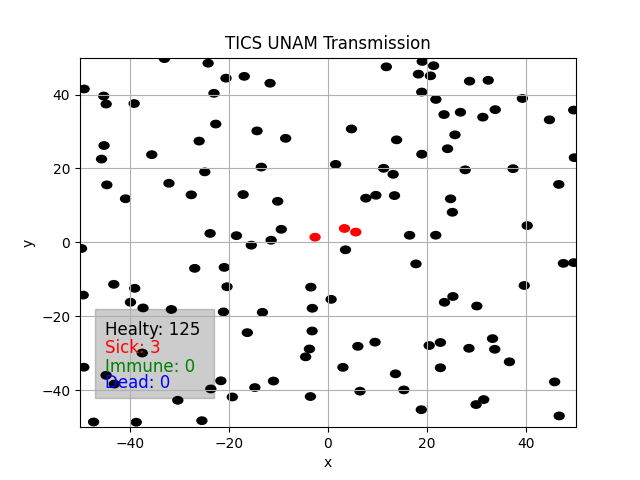 TICS UNAM Transmission
y
40
20
0
−20
−40
Healty: 125
Sick: 3
Immune: 0
Dead: 0
−40 −20 0 20 40
x